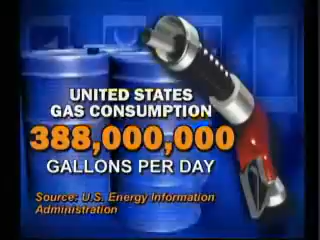 UNITED STATES
GAS CONSUMPTION
388,000,000
GALLONS PER DAY
Source: U.S. Energy Information
Administration